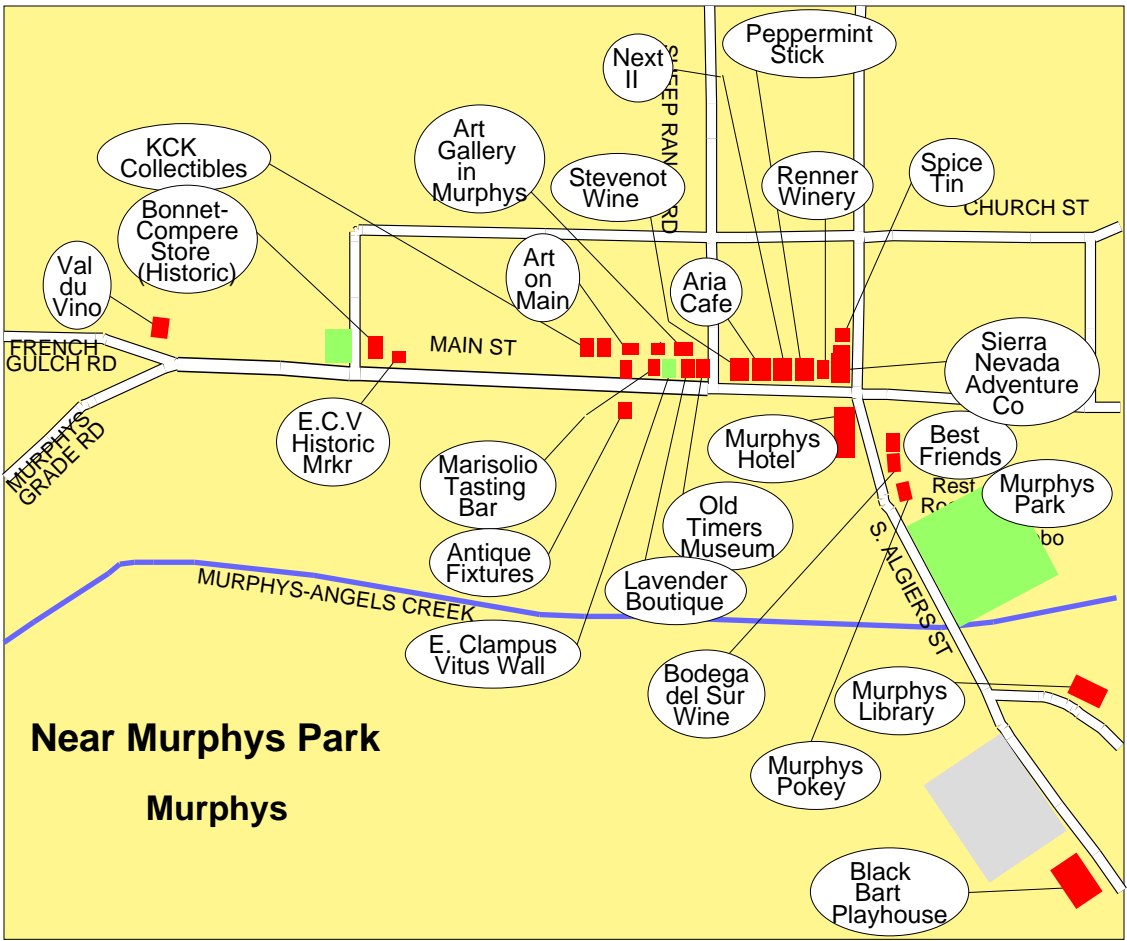 Next
II
Peppermint
Stick
KCK
Collectibles
Art
Gallery
in
Murphys
Stevenot
Wine
Renner
Winery
Spice
Tin
CHURCH ST
Bonnet-
Compere
Store
(Historic)
Val
du
Vino
Art
on
Main
Aria
Cafe
FRENCH
GULCH RD
MAIN ST
Sierra
Nevada
Adventure
Co
MURPHYS
GRADE RD
E.C.V
Historic
Mrkr
Marisolio
Tasting
Bar
Murphys
Hotel
Best
Friends
Rest
Murphys
Park
Old
Timers
Museum
Antique
Fixtures
Lavender
Boutique
S. ALGIERS ST
MURPHYS-ANGELS CREEK
E. Clampus
Vitus Wall
Bodega
del Sur
Wine
Murphys
Library
Murphys
Pokey
Near Murphys Park
Murphys
Black
Bart
Playhouse